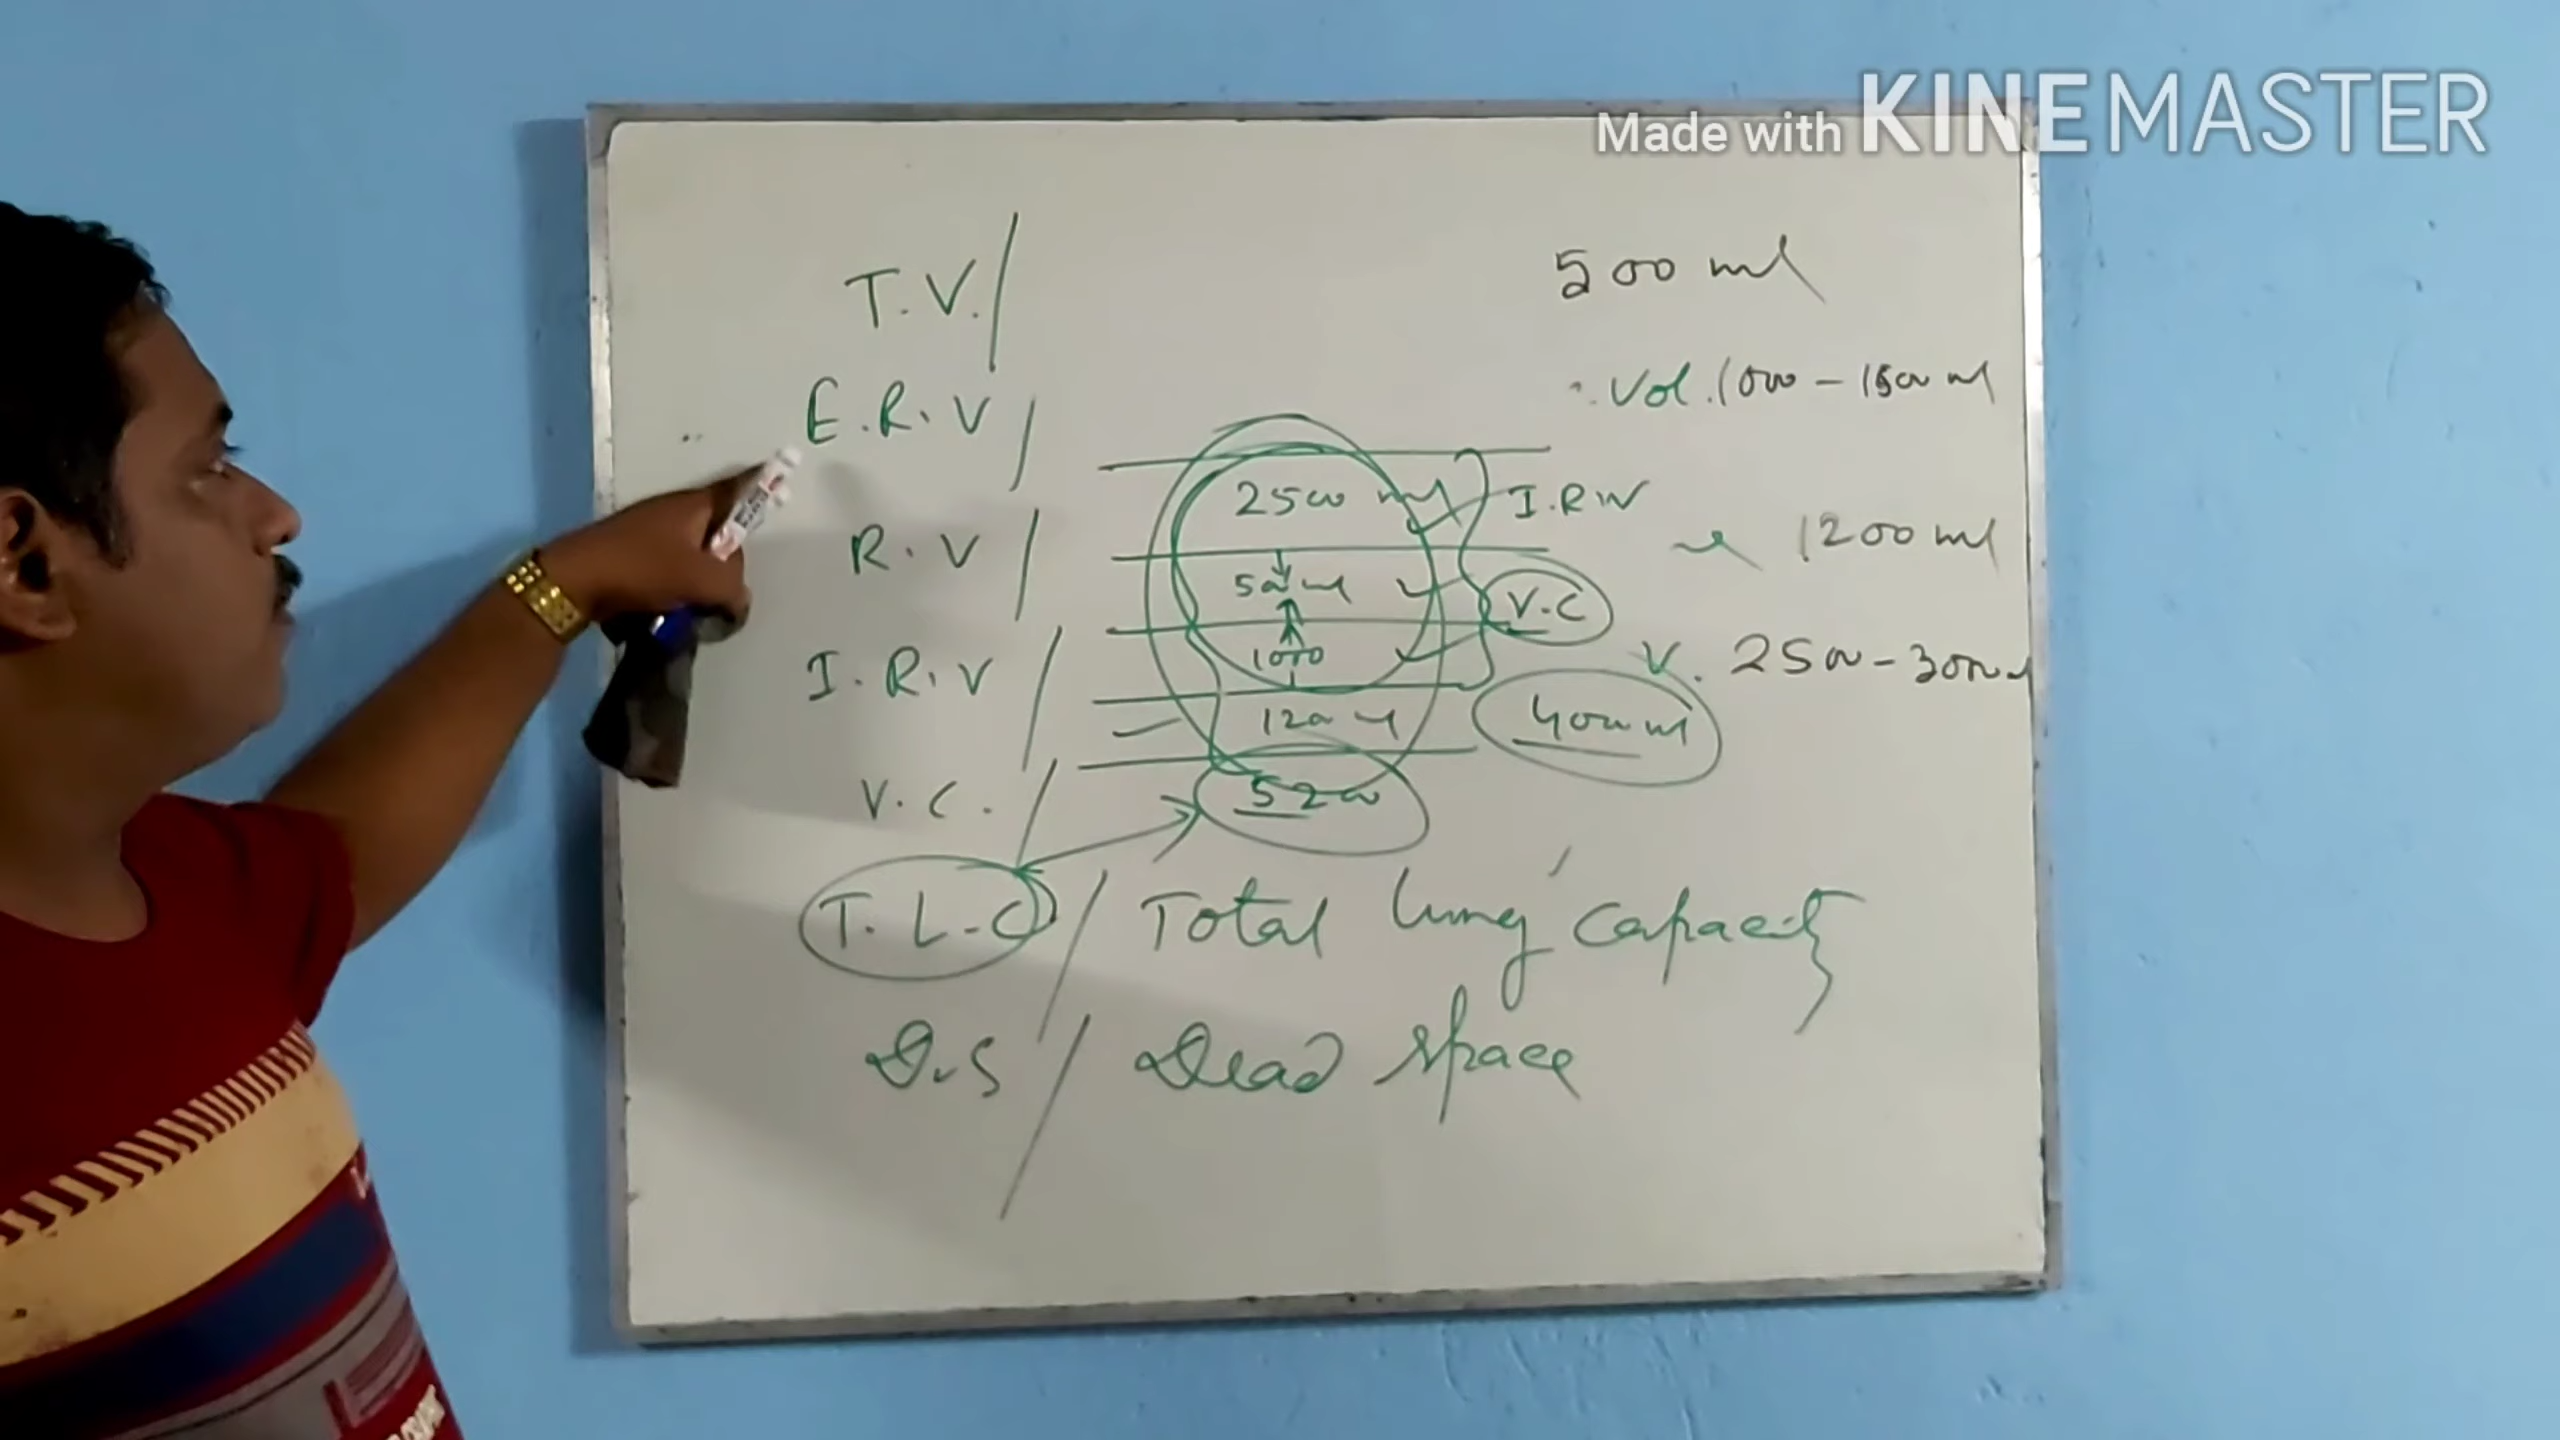 Made with KINEMASTER
T.V. / 500 ml
E.R.V / Vol. 1000 - 1500 ml
2500 ml I.R.V
R.V / 1200 ml
500 ml V.C
1000
I.R.V / V. 2500 - 3000 ml
1200 ml 4000 ml
V.C. / 5200
T.L.C / Total lung capacity
D.S / Dead space